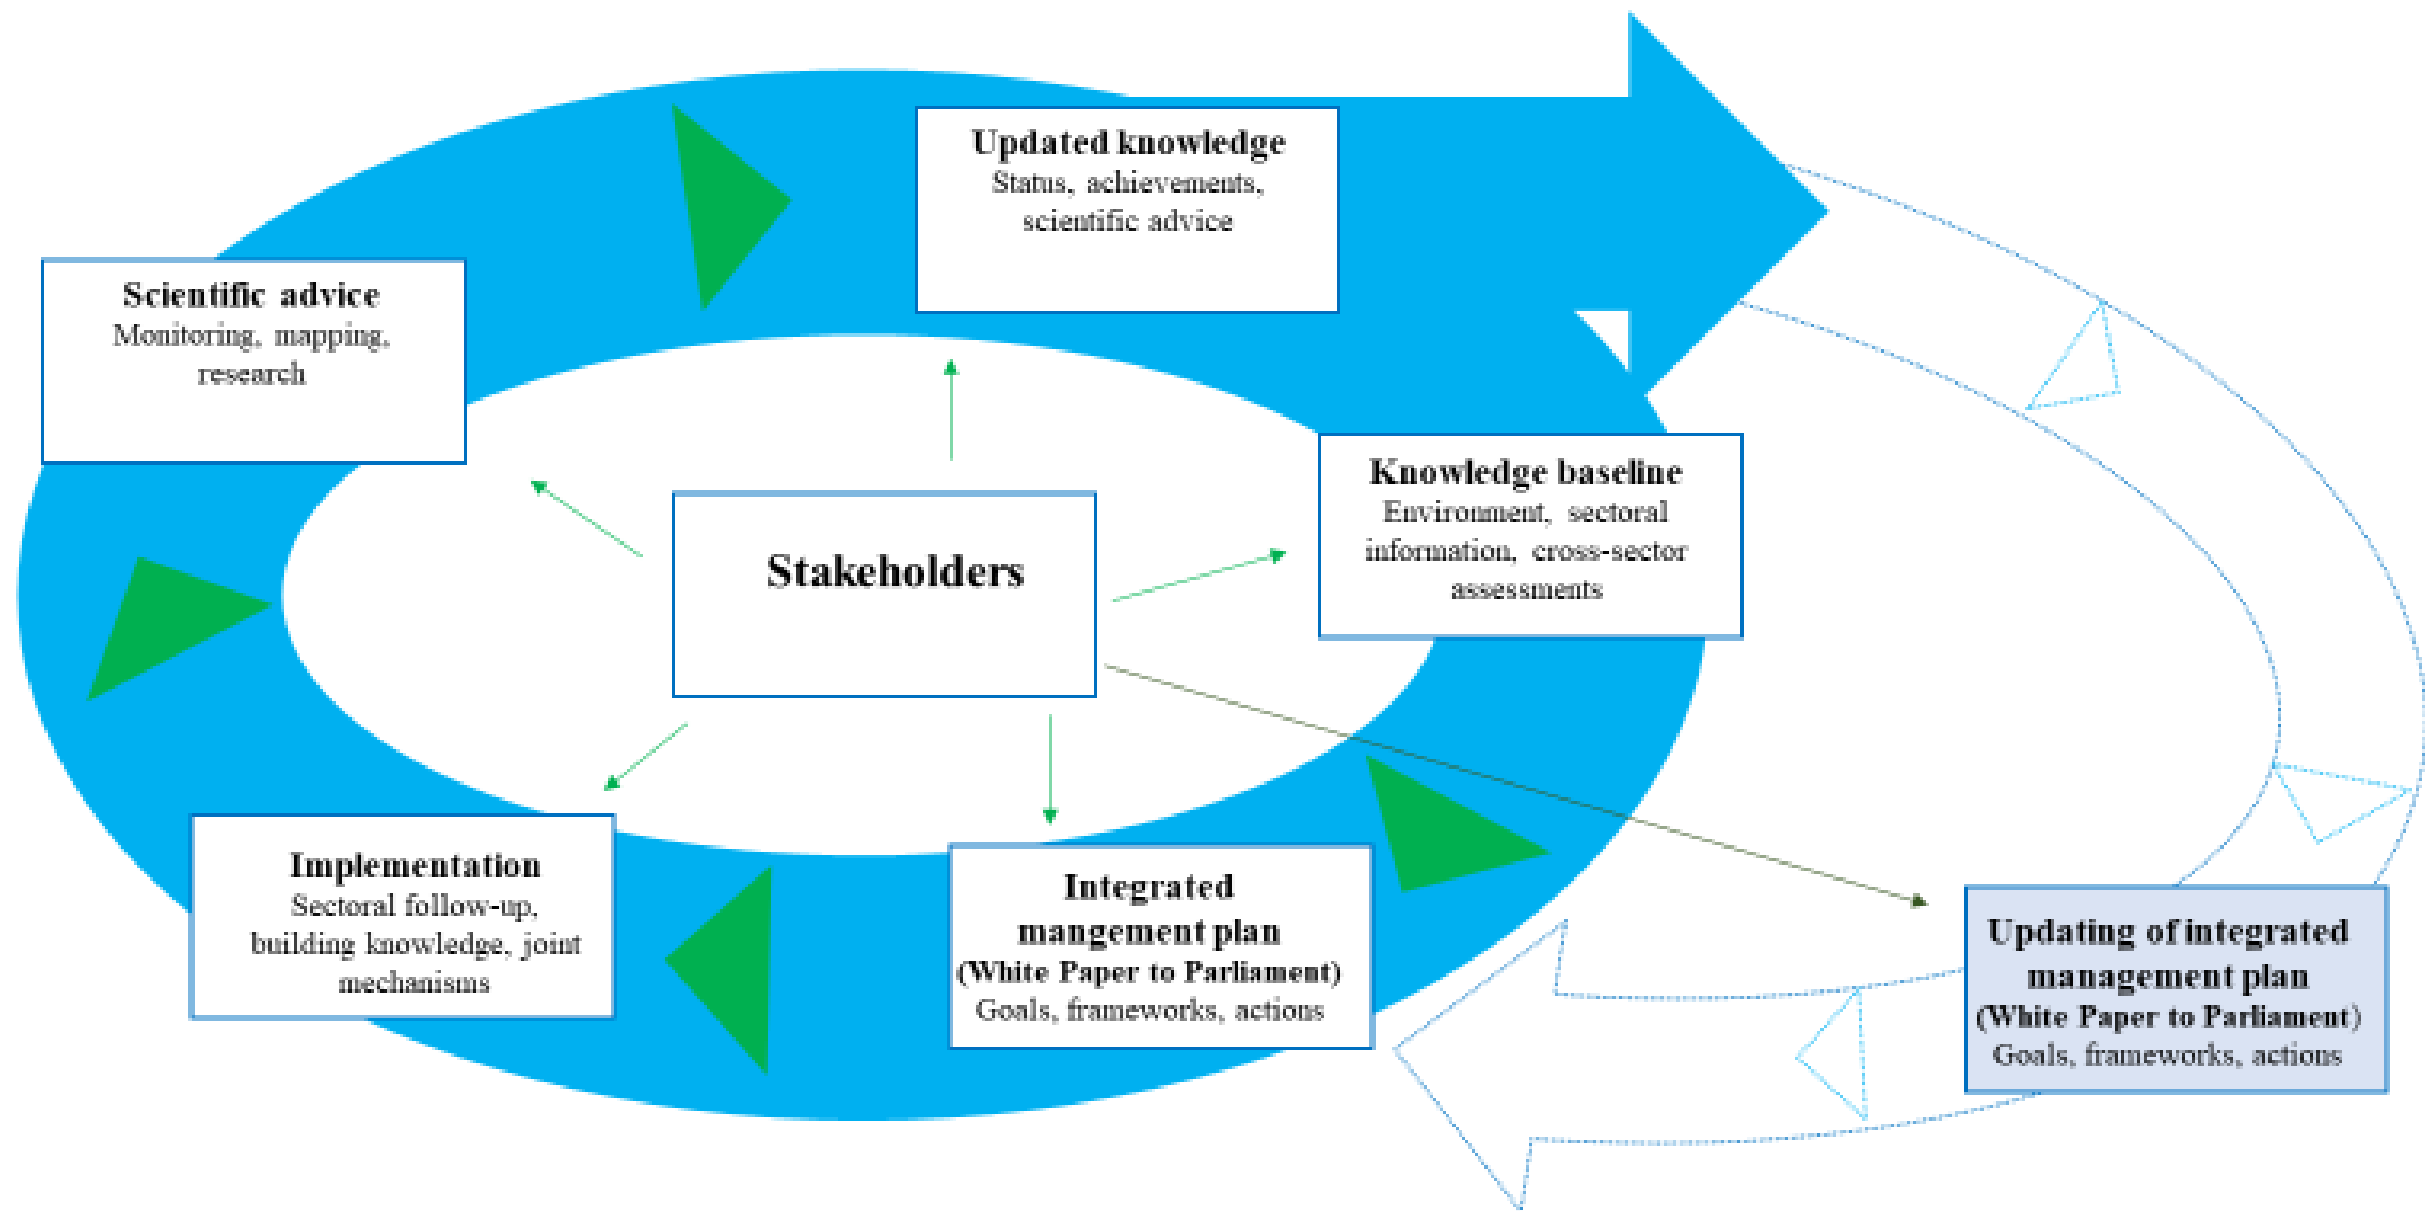 Updated knowledge
Status, achievements,
scientific advice
Scientific advice
Monitoring, mapping,
research
Knowledge baseline
Environment, sectoral
information, cross-sector
assessments
Stakeholders
Implementation
Sectoral follow-up,
building knowledge, joint
mechanisms
Integrated
mangement plan
(White Paper to Parliament)
Goals, frameworks, actions
Updating of integrated
management plan
(White Paper to Parliament)
Goals, frameworks, actions